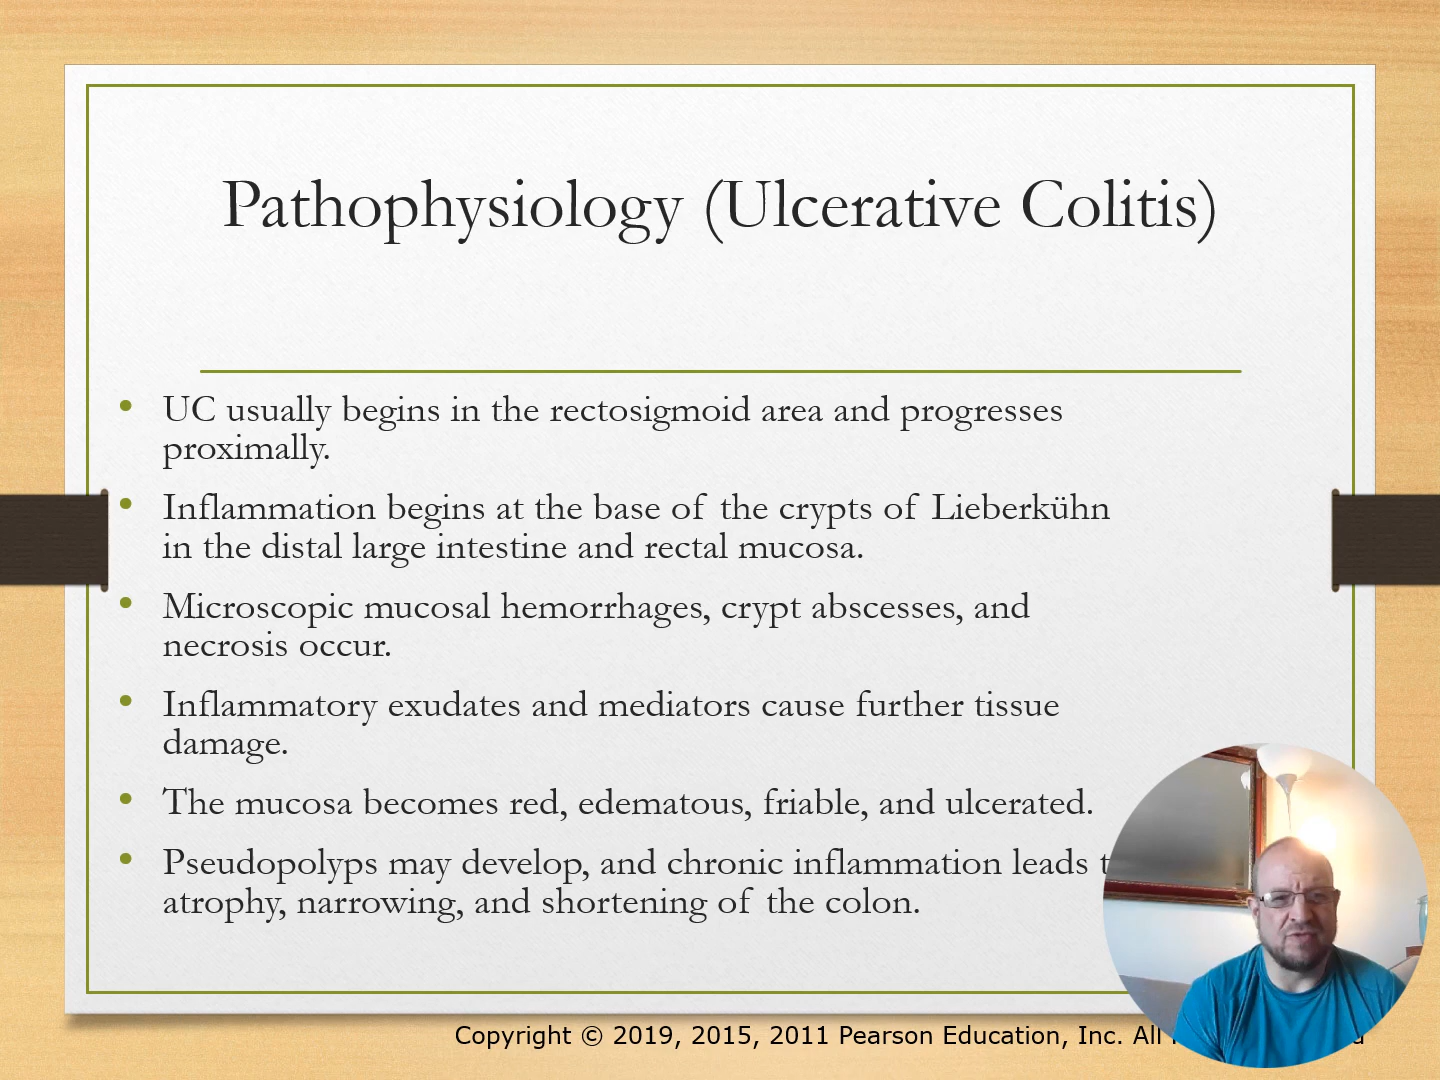 Pathophysiology (Ulcerative Colitis)
• UC usually begins in the rectosigmoid area and progresses
proximally.
• Inflammation begins at the base of the crypts of Lieberkühn
in the distal large intestine and rectal mucosa.
• Microscopic mucosal hemorrhages, crypt abscesses, and
necrosis occur.
• Inflammatory exudates and mediators cause further tissue
damage.
• The mucosa becomes red, edematous, friable, and ulcerated.
• Pseudopolyps may develop, and chronic inflammation leads
atrophy, narrowing, and shortening of the colon.
Copyright © 2019, 2015, 2011 Pearson Education, Inc. All